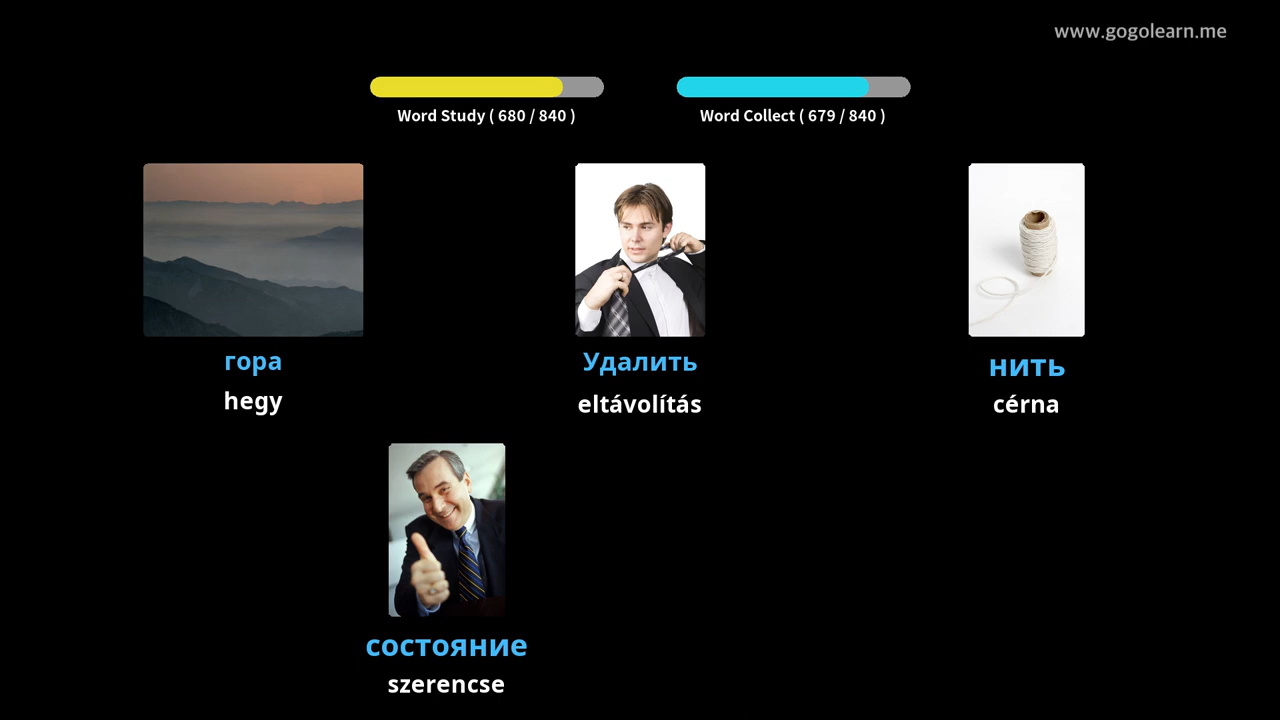 www.gogolearn.me
Word Study ( 680 / 840 )
Word Collect ( 679 / 840 )
гора
Удалить
нить
hegy
eltávolítás
cérna
состояние
szerencse